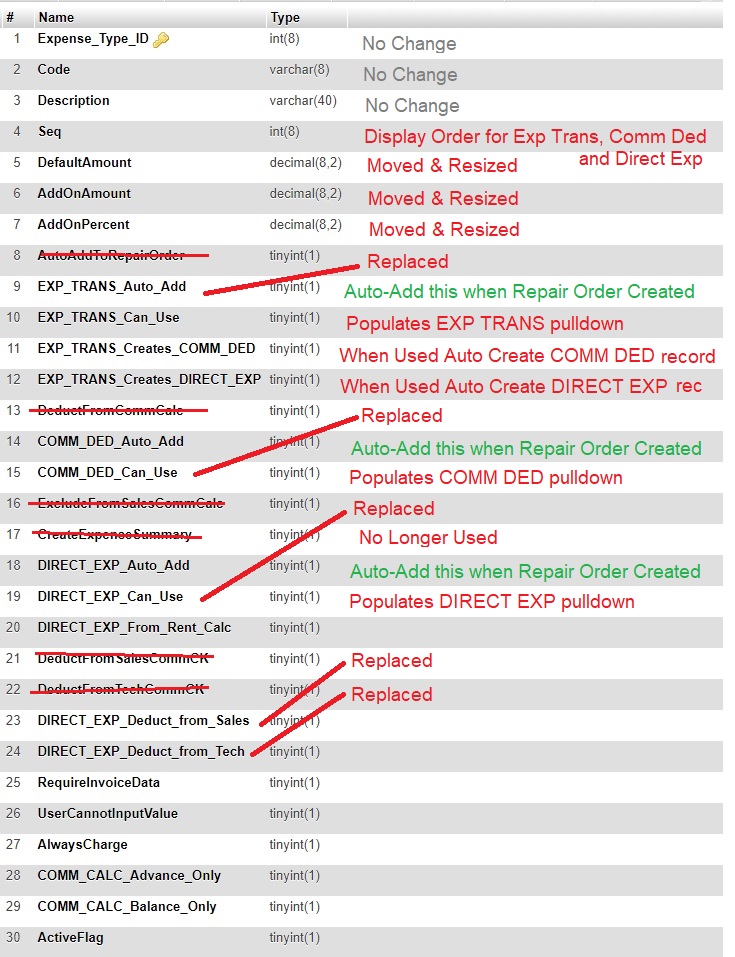 # Name Type
1 Expense_Type_ID int(8) No Change
2 Code varchar(8) No Change
3 Description varchar(40) No Change
4 Seq int(8) Display Order for Exp Trans, Comm Ded
and Direct Exp
5 DefaultAmount decimal(8,2) Moved & Resized
6 AddOnAmount decimal(8,2) Moved & Resized
7 AddOnPercent decimal(8,2) Moved & Resized
8 AutoAddToRepairOrder tinyint(1) Replaced
9 EXP_TRANS_Auto_Add tinyint(1) Auto-Add this when Repair Order Created
10 EXP_TRANS_Can_Use tinyint(1) Populates EXP TRANS pulldown
11 EXP_TRANS_Creates_COMM_DED tinyint(1) When Used Auto Create COMM DED record
12 EXP_TRANS_Creates_DIRECT_EXP tinyint(1) When Used Auto Create DIRECT EXP rec
13 DeductFromCommCalc tinyint(1) Replaced
14 COMM_DED_Auto_Add tinyint(1) Auto-Add this when Repair Order Created
15 COMM_DED_Can_Use tinyint(1) Populates COMM DED pulldown
16 ExcludeFromSalesCommCalc tinyint(1) Replaced
17 CreateExpenseSummary tinyint(1) No Longer Used
18 DIRECT_EXP_Auto_Add tinyint(1) Auto-Add this when Repair Order Created
19 DIRECT_EXP_Can_Use tinyint(1) Populates DIRECT EXP pulldown
20 DIRECT_EXP_From_Rent_Calc tinyint(1)
21 DeductFromSalesCommCK tinyint(1) Replaced
22 DeductFromTechCommCK tinyint(1) Replaced
23 DIRECT_EXP_Deduct_from_Sales tinyint(1)
24 DIRECT_EXP_Deduct_from_Tech tinyint(1)
25 RequireInvoiceData tinyint(1)
26 UserCannotInputValue tinyint(1)
27 AlwaysCharge tinyint(1)
28 COMM_CALC_Advance_Only tinyint(1)
29 COMM_CALC_Balance_Only tinyint(1)
30 ActiveFlag tinyint(1)